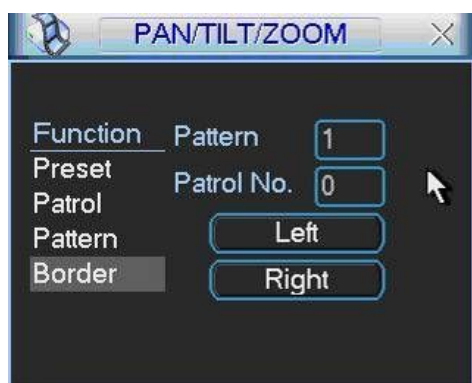 PAN/TILT/ZOOM
Function
Preset
Patrol
Pattern
Border
Pattern 1
Patrol No. 0
Left
Right